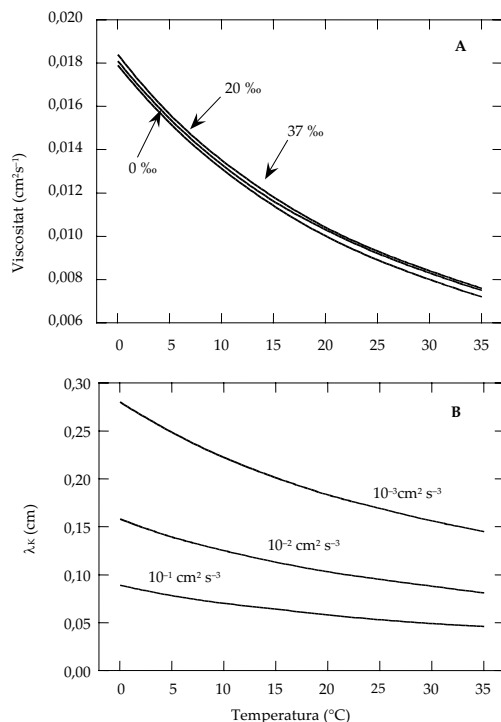 A
0,020
0,018
0,016
0,014
0,012
0,010
0,008
0,006
Viscositat (cm²s⁻¹)
20 ‰
37 ‰
0 ‰
0 5 10 15 20 25 30 35
B
0,30
0,25
0,20
0,15
0,10
0,05
0,00
λK (cm)
10⁻³cm² s⁻³
10⁻² cm² s⁻³
10⁻¹ cm² s⁻³
0 5 10 15 20 25 30 35
Temperatura (°C)